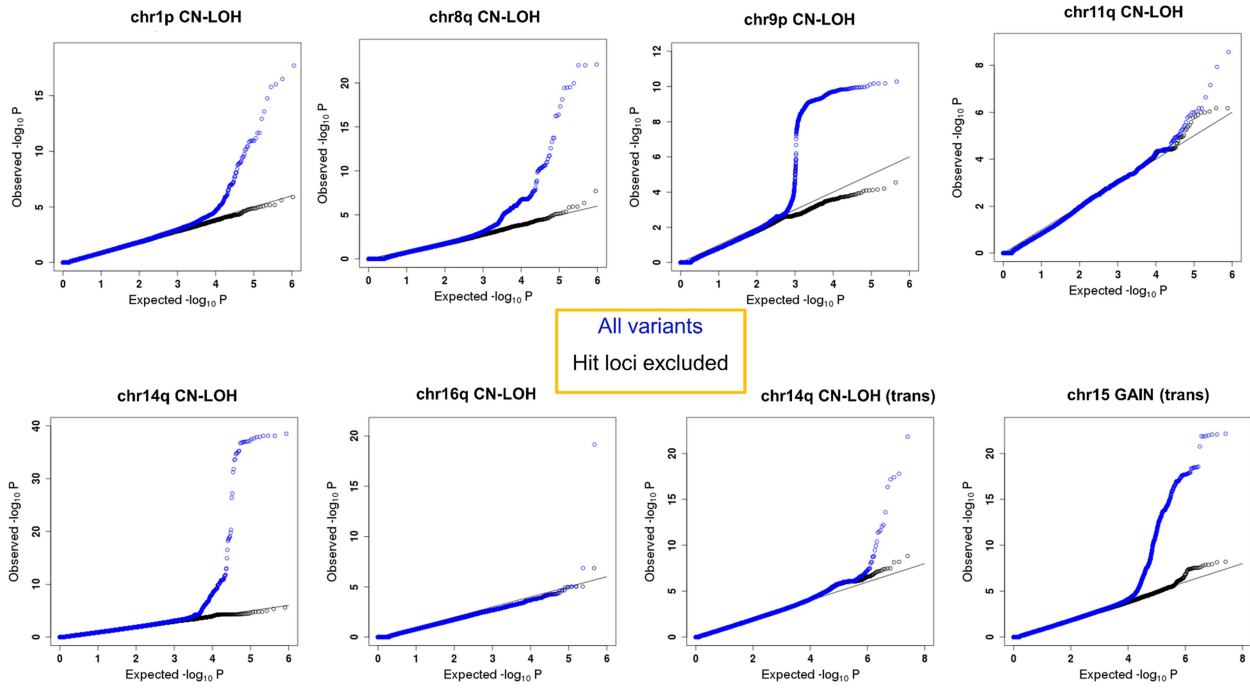 chr1p CN-LOH
Observed -log10 P
0 5 10 15
0 1 2 3 4 5 6
Expected -log10 P
chr8q CN-LOH
Observed -log10 P
0 5 10 15 20
0 1 2 3 4 5 6
Expected -log10 P
chr9p CN-LOH
Observed -log10 P
0 2 4 6 8 10 12
0 1 2 3 4 5 6
Expected -log10 P
chr11q CN-LOH
Observed -log10 P
0 2 4 6 8
0 1 2 3 4 5 6
Expected -log10 P
All variants
Hit loci excluded
chr14q CN-LOH
Observed -log10 P
0 10 20 30 40
0 1 2 3 4 5 6
Expected -log10 P
chr16q CN-LOH
Observed -log10 P
0 5 10 15 20
0 1 2 3 4 5 6
Expected -log10 P
chr14q CN-LOH (trans)
Observed -log10 P
0 5 10 15 20
0 2 4 6 8
Expected -log10 P
chr15 GAIN (trans)
Observed -log10 P
0 5 10 15 20
0 2 4 6 8
Expected -log10 P